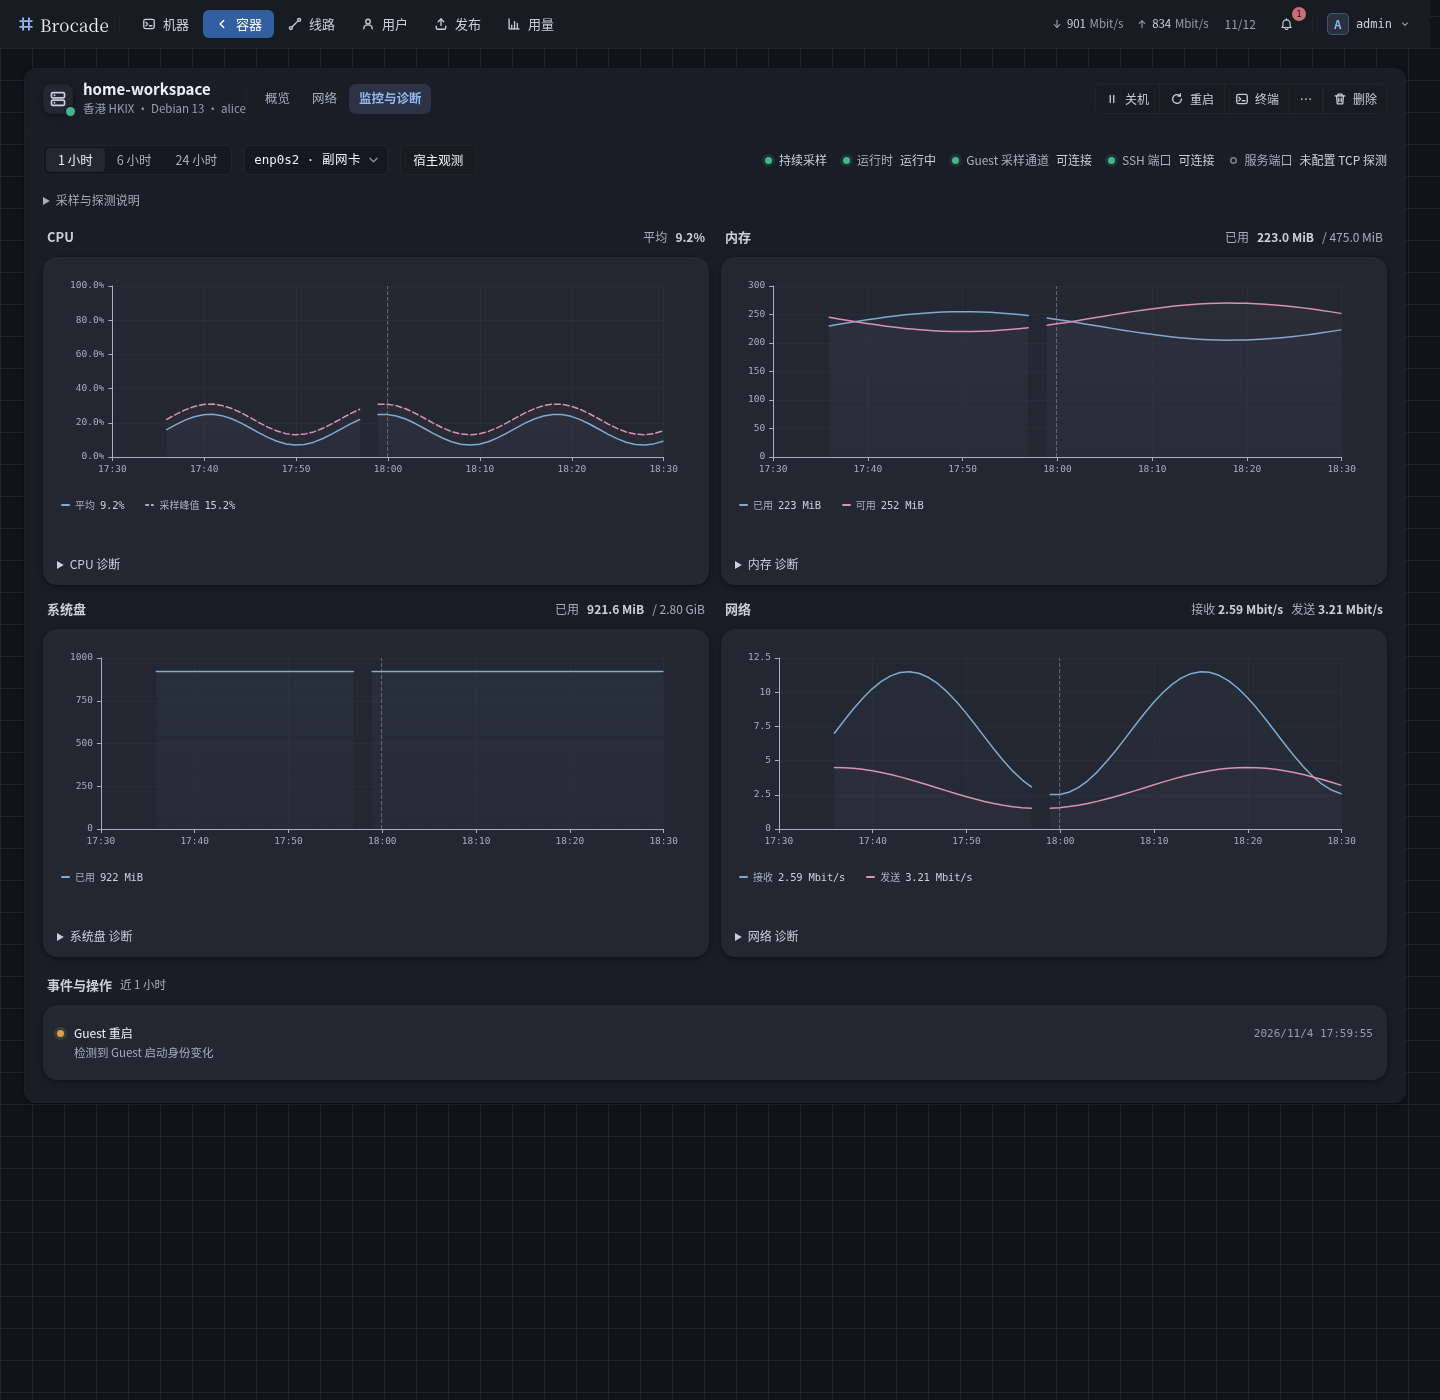 Brocade 机器 容器 线路 用户 发布 用量 ↓ 901 Mbit/s ↑ 834 Mbit/s 11/12 1 A admin
home-workspace
香港 HKIX · Debian 13 · alice
概览 网络 监控与诊断 关机 重启 终端 ··· 删除
1 小时 6 小时 24 小时 enp0s2 · 副网卡 宿主观测 持续采样 运行时 运行中 Guest 采样通道 可连接 SSH 端口 可连接 服务端口 未配置 TCP 探测
采样与探测说明
CPU 平均 9.2%
100.0%
80.0%
60.0%
40.0%
20.0%
0.0%
17:30 17:40 17:50 18:00 18:10 18:20 18:30
平均 9.2% 采样峰值 15.2%
CPU 诊断
内存 已用 223.0 MiB / 475.0 MiB
300
250
200
150
100
50
0
17:30 17:40 17:50 18:00 18:10 18:20 18:30
已用 223 MiB 可用 252 MiB
内存 诊断
系统盘 已用 921.6 MiB / 2.80 GiB
1000
750
500
250
0
17:30 17:40 17:50 18:00 18:10 18:20 18:30
已用 922 MiB
系统盘 诊断
网络 接收 2.59 Mbit/s 发送 3.21 Mbit/s
12.5
10
7.5
5
2.5
0
17:30 17:40 17:50 18:00 18:10 18:20 18:30
接收 2.59 Mbit/s 发送 3.21 Mbit/s
网络 诊断
事件与操作 近 1 小时
Guest 重启 2026/11/4 17:59:55
检测到 Guest 启动身份变化